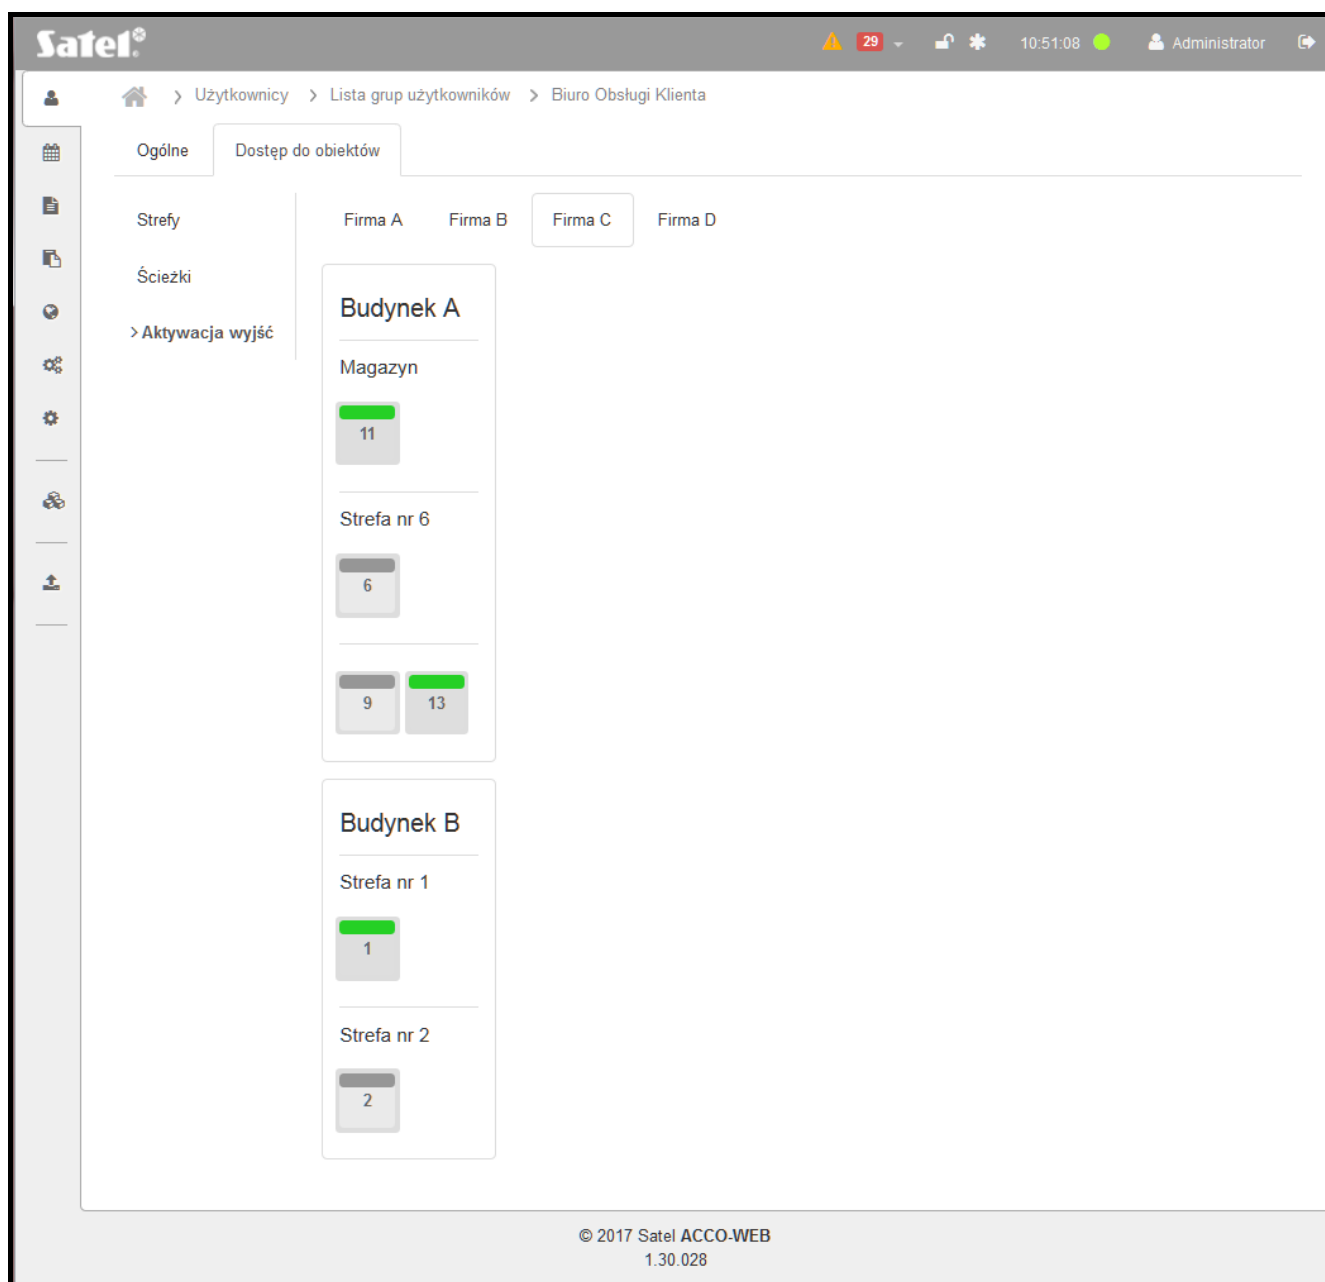 Satel®
29
10:51:08
Administrator
Użytkownicy
Lista grup użytkowników
Biuro Obsługi Klienta
Ogólne
Dostęp do obiektów
Strefy
Ścieżki
Aktywacja wyjść
Firma A
Firma B
Firma C
Firma D
Budynek A
Magazyn
11
Strefa nr 6
6
9
13
Budynek B
Strefa nr 1
1
Strefa nr 2
2
© 2017 Satel ACCO-WEB
1.30.028